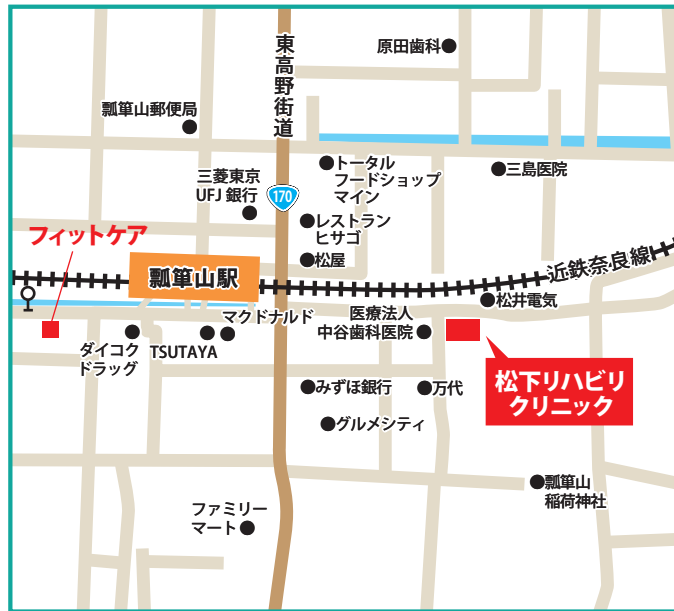 原田歯科
東高野街道
瓢箪山郵便局
トータル
フードショップ
マイン
三島医院
三菱東京
UFJ 銀行
170
レストラン
ヒサゴ
フィットケア
松屋
近鉄奈良線
瓢箪山駅
松井電気
医療法人
中谷歯科医院
マクドナルド
TSUTAYA
ダイコク
ドラッグ
松下リハビリ
クリニック
みずほ銀行
万代
グルメシティ
瓢箪山
稲荷神社
ファミリー
マート